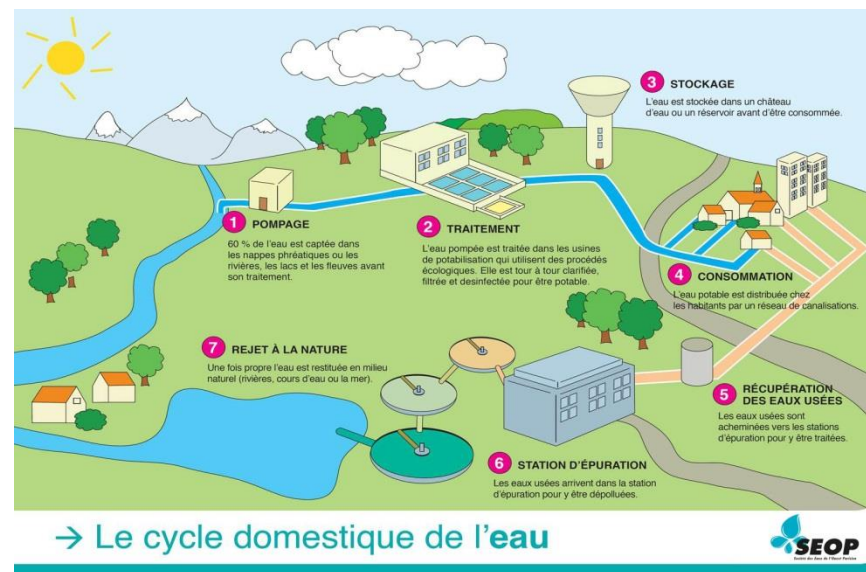 1 POMPAGE
60 % de l'eau est captée dans
les nappes phréatiques ou les
rivières, les lacs et les fleuves avant
son traitement.
2 TRAITEMENT
L'eau pompée est traitée dans les usines
de potabilisation qui utilisent des procédés
écologiques. Elle est tour à tour clarifiée,
filtrée et desinfectée pour être potable.
3 STOCKAGE
L'eau est stockée dans un château
d'eau ou un réservoir avant d'être consommée.
4 CONSOMMATION
L'eau potable est distribuée chez
les habitants par un réseau de canalisations.
5 RÉCUPÉRATION
DES EAUX USÉES
Les eaux usées sont
acheminées vers les stations
d'épuration pour y être traitées.
6 STATION D'ÉPURATION
Les eaux usées arrivent dans la station
d'épuration pour y être dépolluées.
7 REJET À LA NATURE
Une fois propre l'eau est restituée en milieu
naturel (rivières, cours d'eau ou la mer).
→ Le cycle domestique de l'eau
SEOP